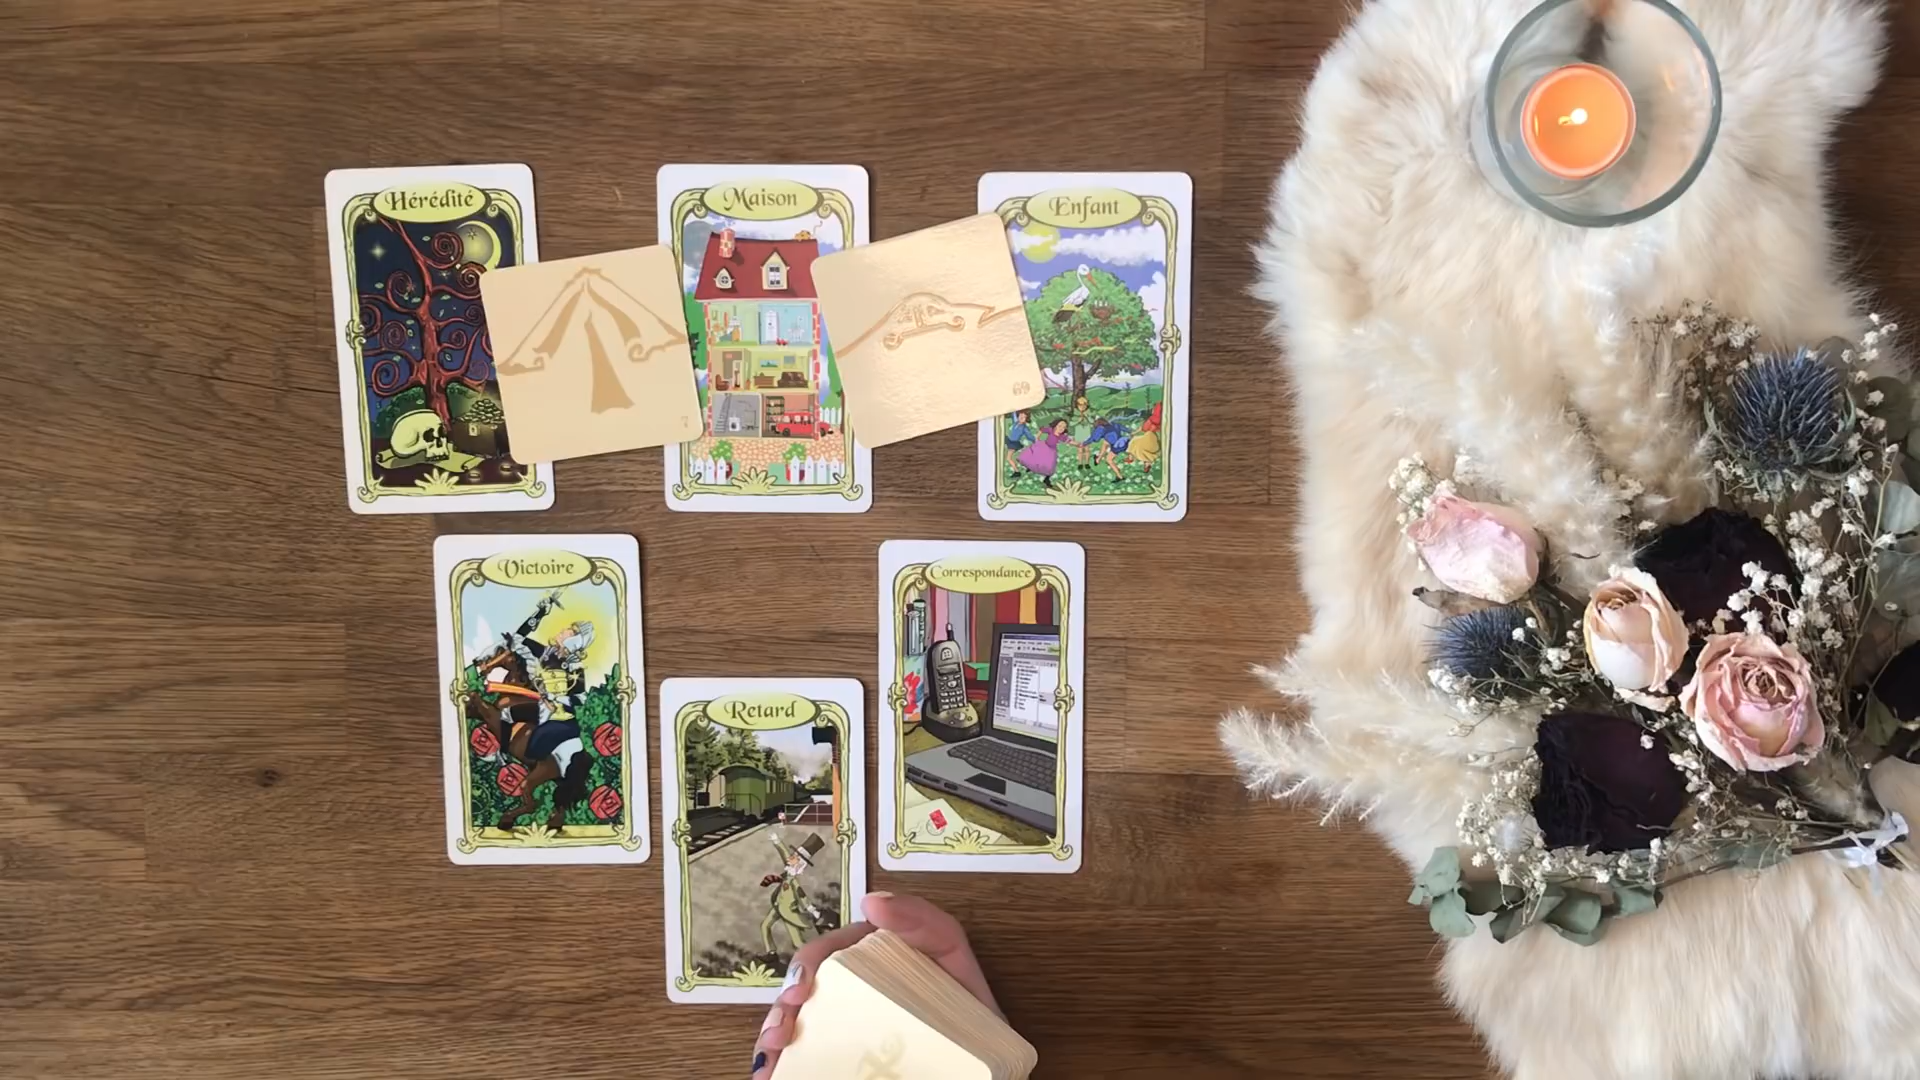 Hérédité
Maison
Enfant
7
69
Victoire
Correspondance
Retard